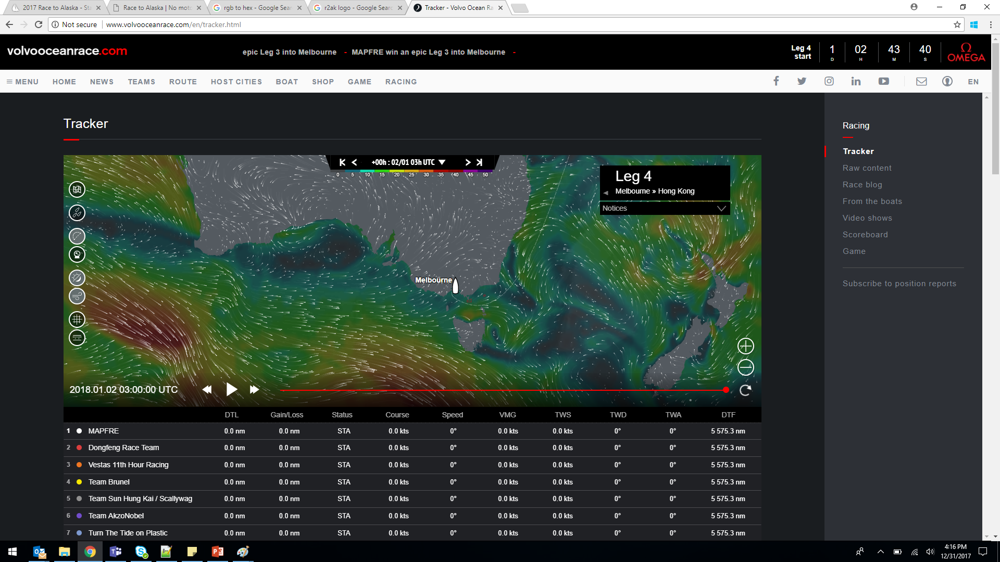 2017 Race to Alaska - Sta
Race to Alaska | No moto
rgb to hex - Google Sear
r2ak logo - Google Searc
Tracker - Volvo Ocean Ra
Not secure | www.volvooceanrace.com/en/tracker.html
volvooceanrace.com
epic Leg 3 into Melbourne - MAPFRE win an epic Leg 3 into Melbourne -
Leg 4 start
1 D 02 H 43 M 40 S
Ω OMEGA
MENU HOME NEWS TEAMS ROUTE HOST CITIES BOAT SHOP GAME RACING EN
Tracker
+00h : 02/01 03h UTC
0 5 10 15 20 25 30 35 40 45 50
Leg 4
Melbourne » Hong Kong
Notices
Melbourne
2018.01.02 03:00:00 UTC
DTL Gain/Loss Status Course Speed VMG TWS TWD TWA DTF
1 MAPFRE 0.0 nm 0.0 nm STA 0.0 kts 0° 0.0 kts 0.0 kts 0° 0° 5 575.3 nm
2 Dongfeng Race Team 0.0 nm 0.0 nm STA 0.0 kts 0° 0.0 kts 0.0 kts 0° 0° 5 575.3 nm
3 Vestas 11th Hour Racing 0.0 nm 0.0 nm STA 0.0 kts 0° 0.0 kts 0.0 kts 0° 0° 5 575.3 nm
4 Team Brunel 0.0 nm 0.0 nm STA 0.0 kts 0° 0.0 kts 0.0 kts 0° 0° 5 575.3 nm
5 Team Sun Hung Kai / Scallywag 0.0 nm 0.0 nm STA 0.0 kts 0° 0.0 kts 0.0 kts 0° 0° 5 575.3 nm
6 Team AkzoNobel 0.0 nm 0.0 nm STA 0.0 kts 0° 0.0 kts 0.0 kts 0° 0° 5 575.3 nm
7 Turn The Tide on Plastic 0.0 nm 0.0 nm STA 0.0 kts 0° 0.0 kts 0.0 kts 0° 0° 5 575.3 nm
Racing
Tracker
Raw content
Race blog
From the boats
Video shows
Scoreboard
Game
Subscribe to position reports
4:16 PM
12/31/2017